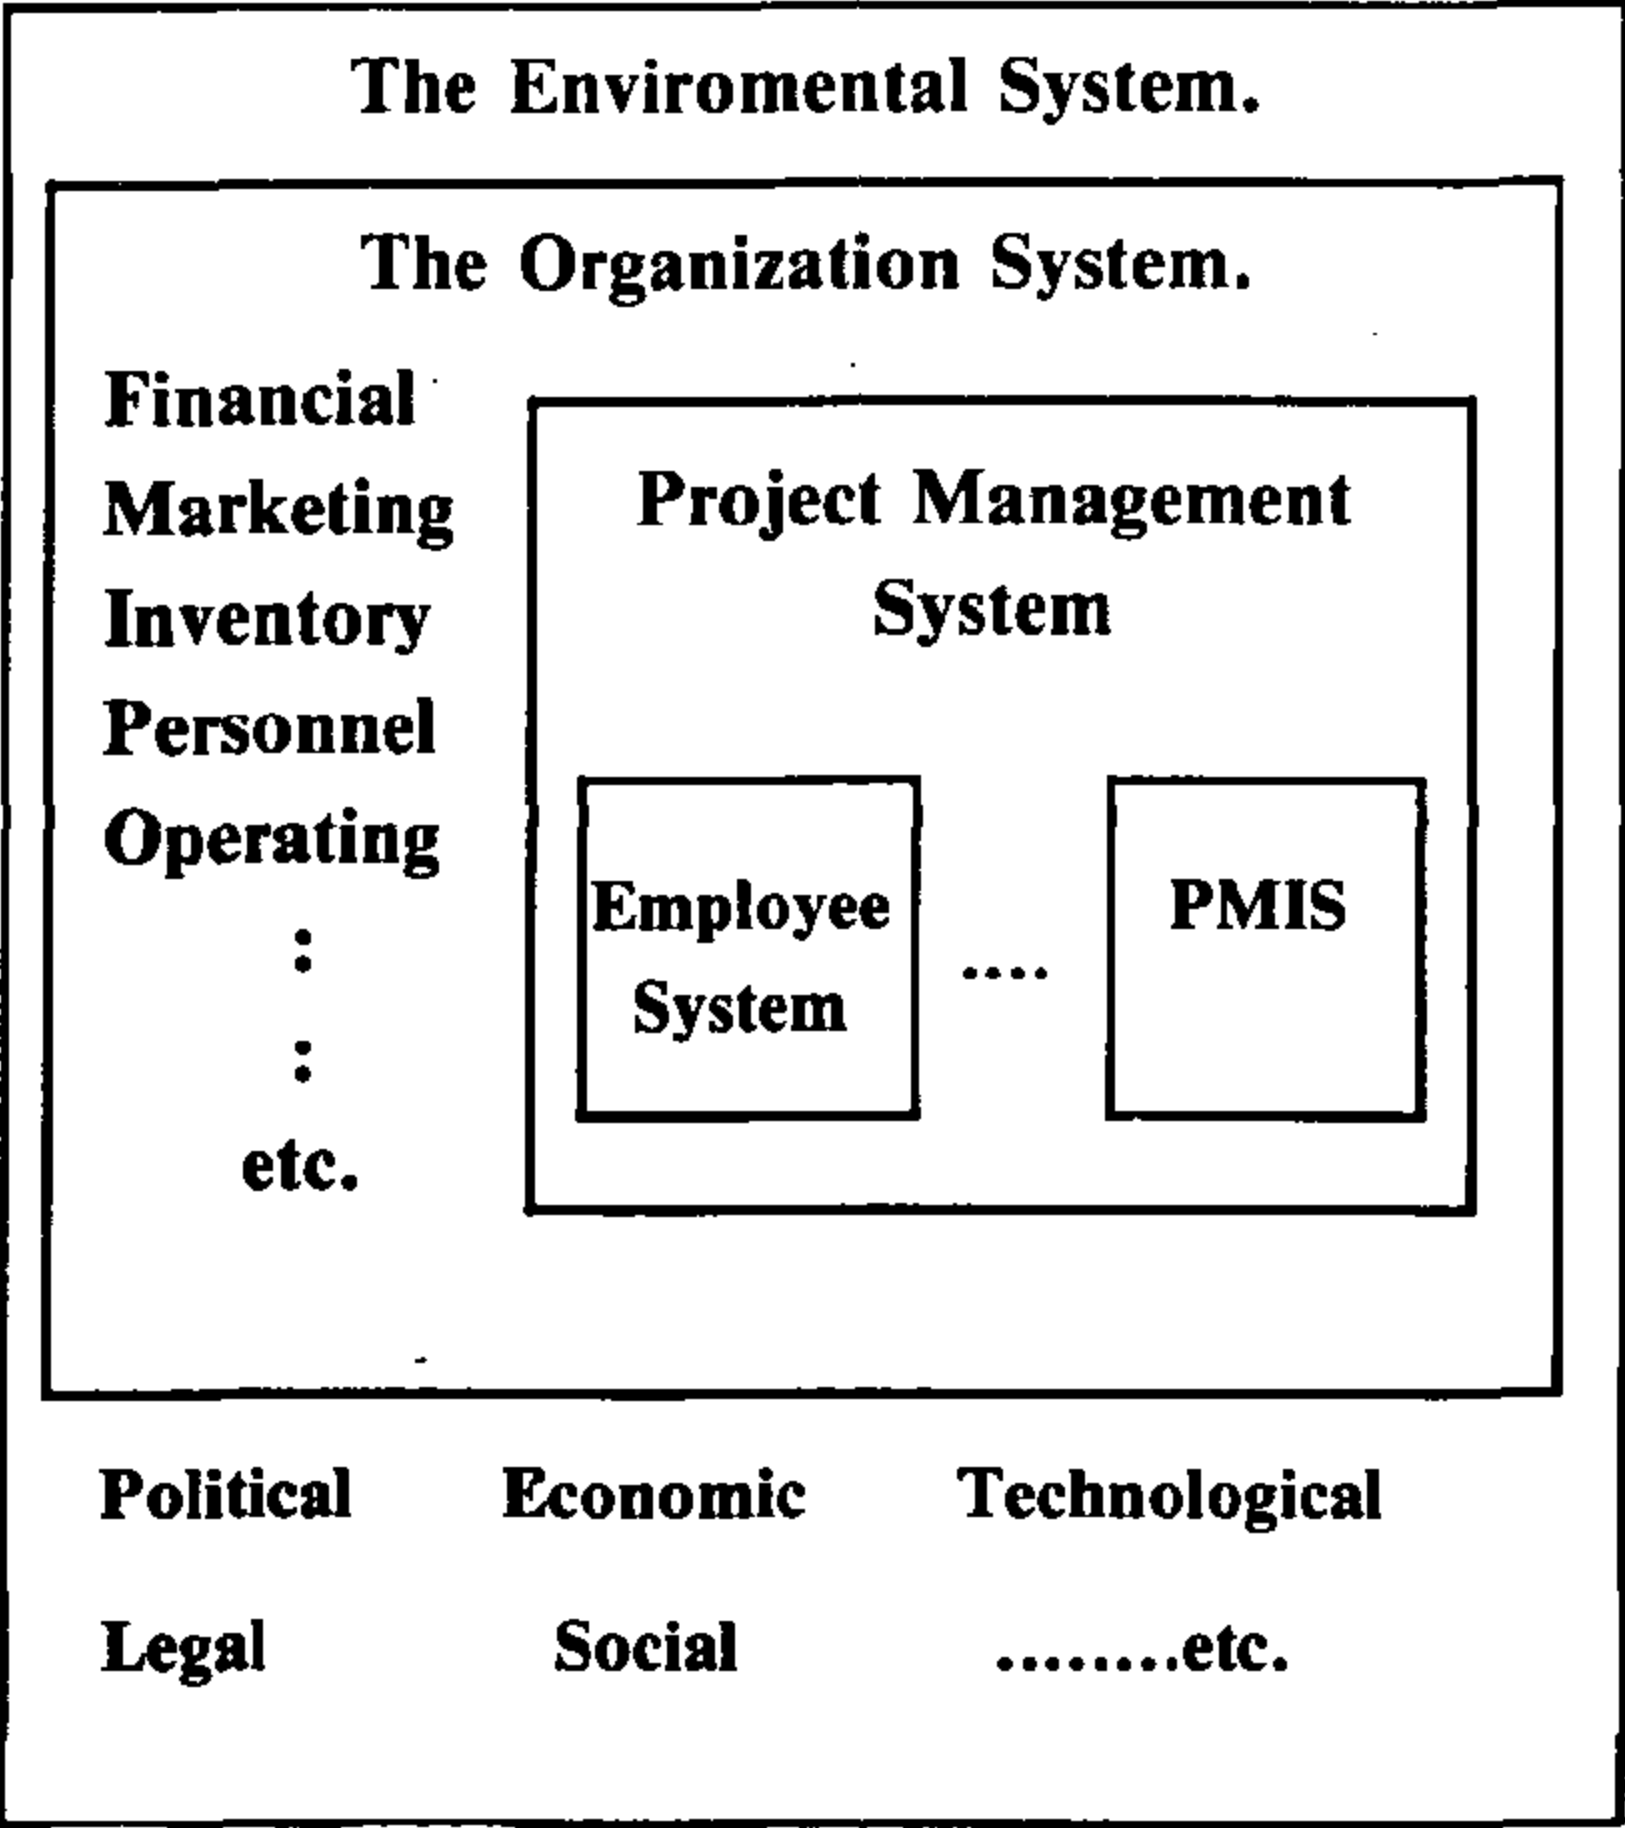 The Enviromental System.
The Organization System.
Financial
Marketing
Inventory
Personnel
Operating
:
:
etc.
Project Management
System
Employee
System
....
PMIS
Political Economic Technological
Legal Social ........etc.